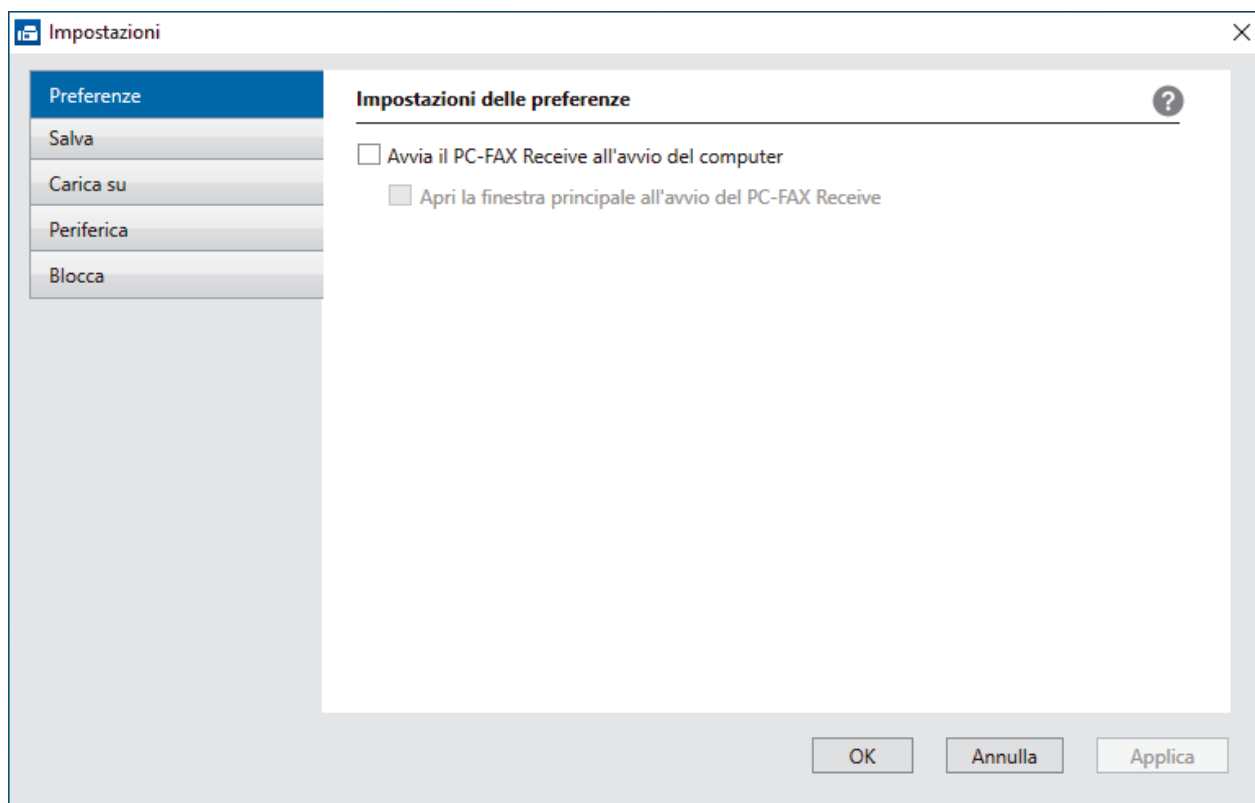 Impostazioni
Preferenze
Salva
Carica su
Periferica
Blocca
Impostazioni delle preferenze
?
Avvia il PC-FAX Receive all'avvio del computer
Apri la finestra principale all'avvio del PC-FAX Receive
OK
Annulla
Applica